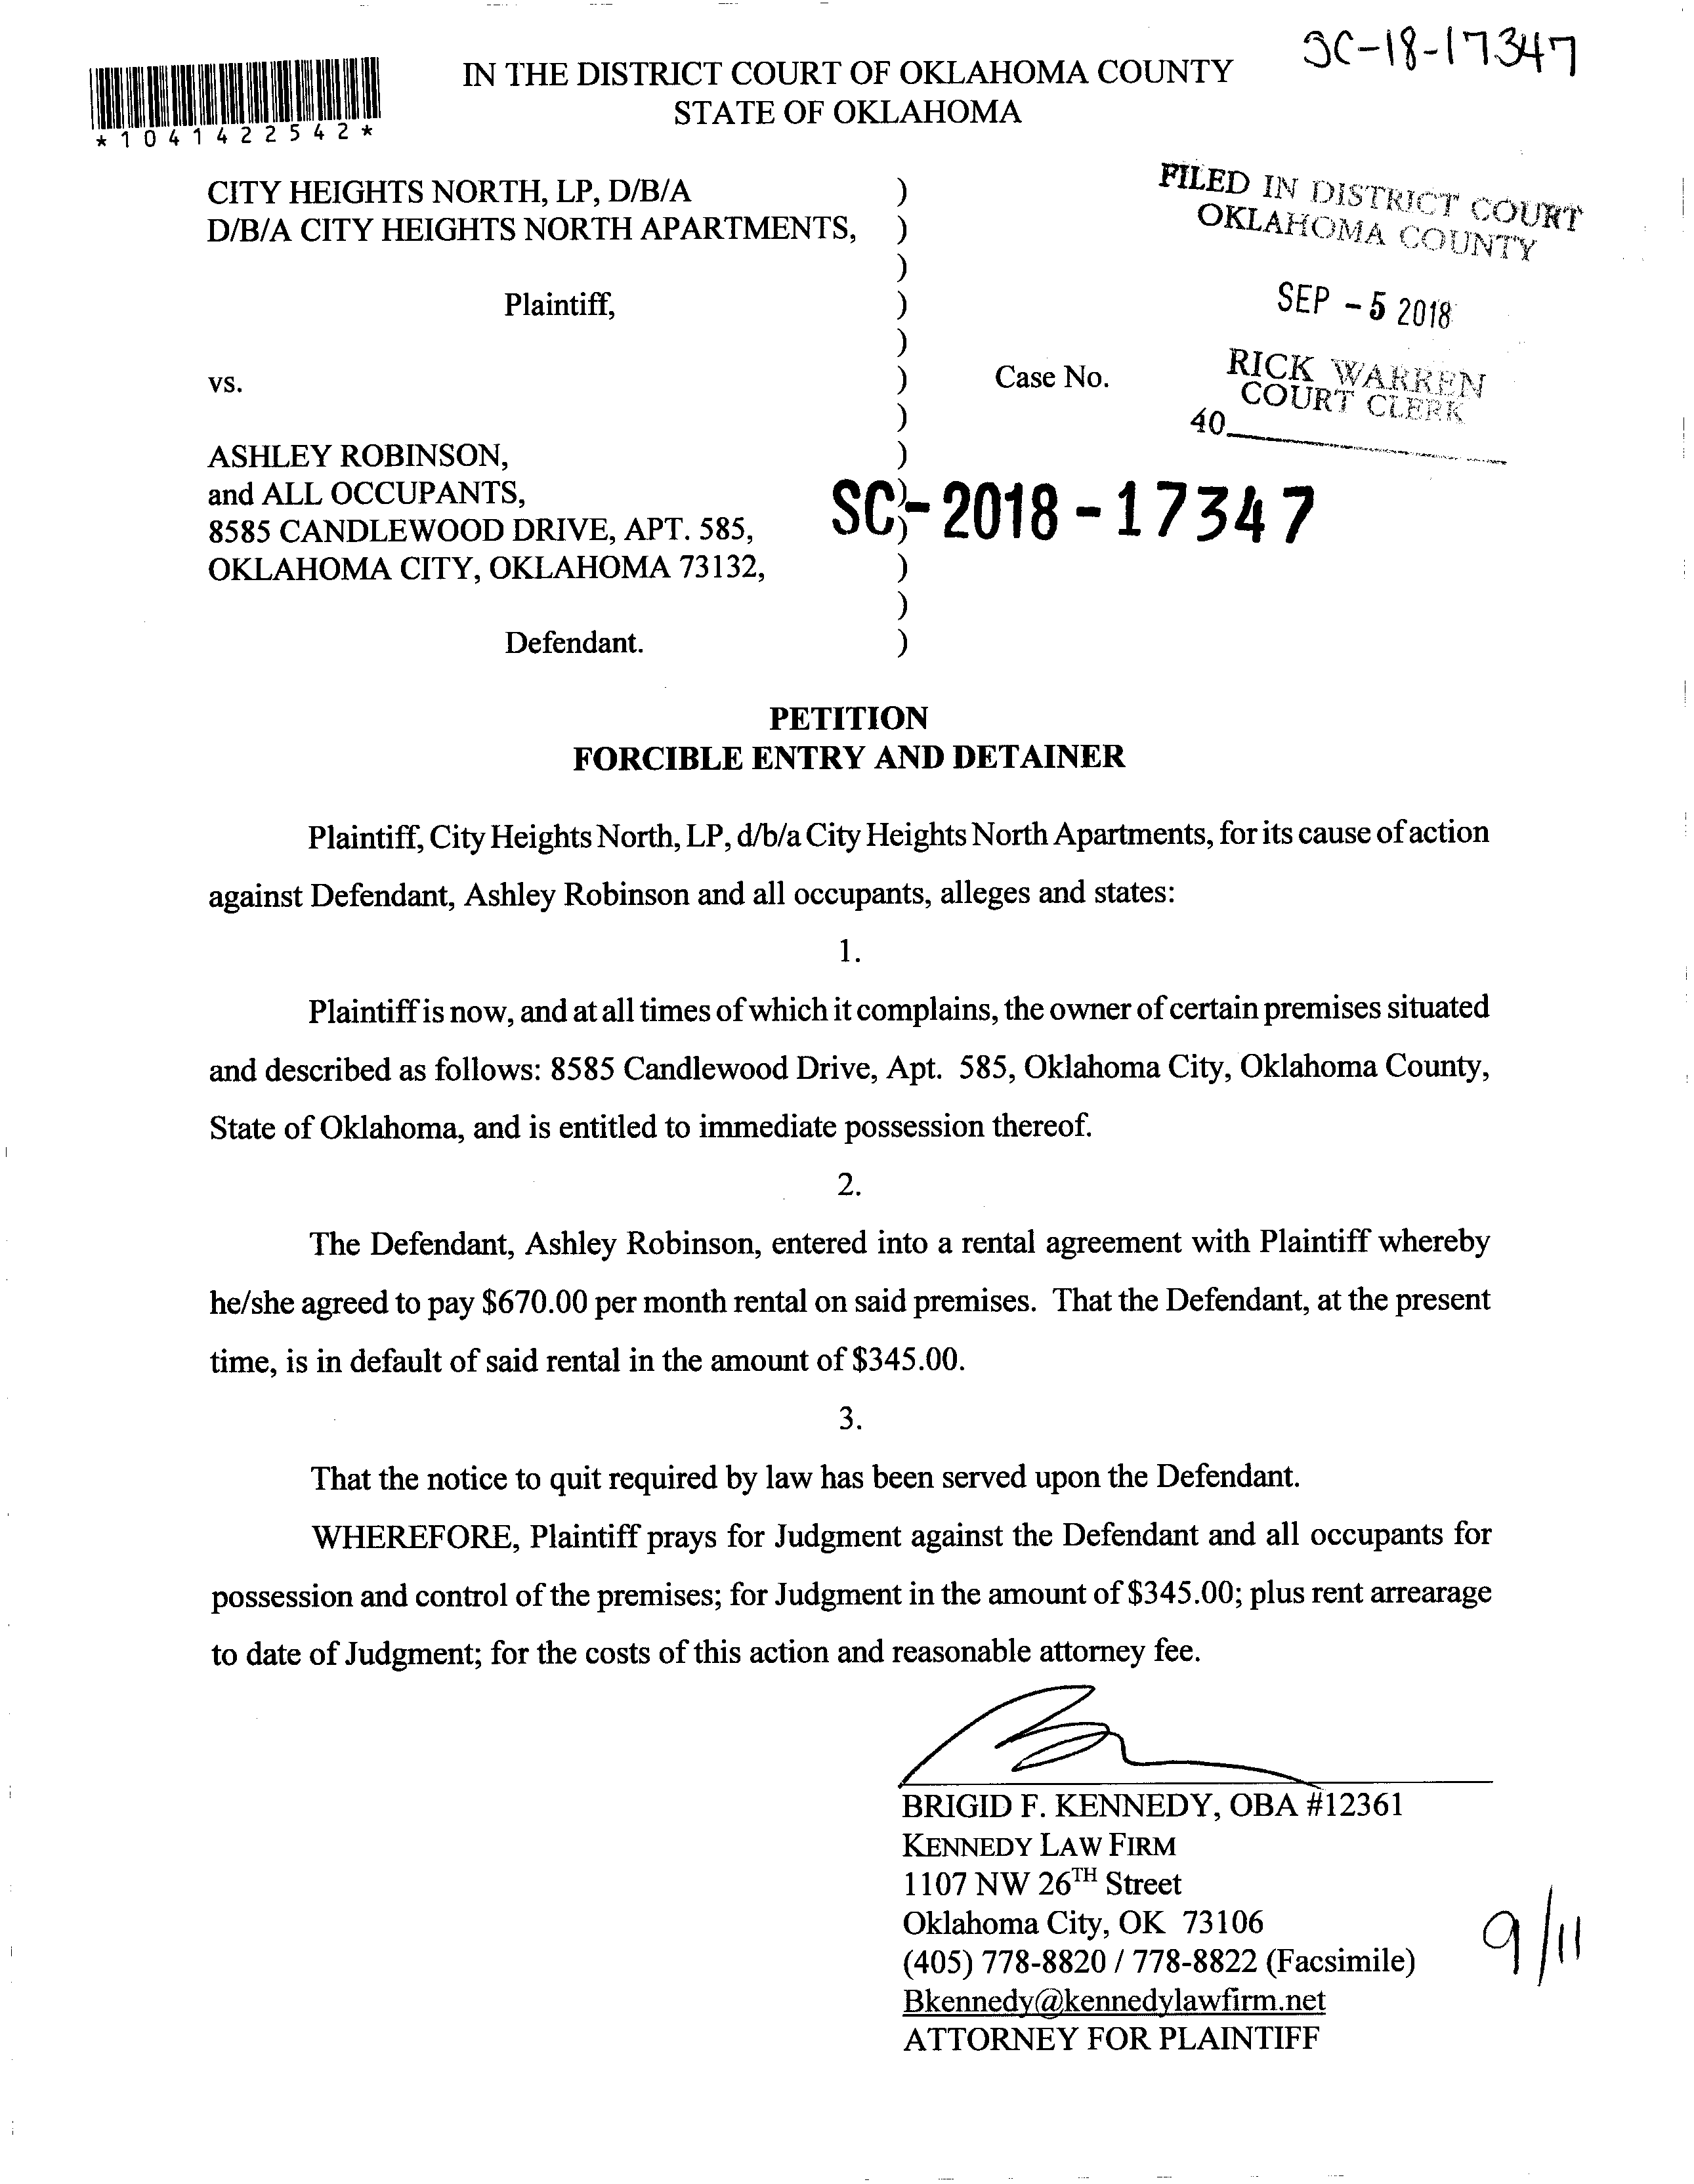 SC-18-17347
IN THE DISTRICT COURT OF OKLAHOMA COUNTY
STATE OF OKLAHOMA
*1041422542*
CITY HEIGHTS NORTH, LP, D/B/A )
D/B/A CITY HEIGHTS NORTH APARTMENTS, )
)
Plaintiff, )
)
vs. ) Case No.
)
ASHLEY ROBINSON, )
and ALL OCCUPANTS, )
8585 CANDLEWOOD DRIVE, APT. 585, )
OKLAHOMA CITY, OKLAHOMA 73132, )
)
Defendant. )
FILED IN DISTRICT COURT
OKLAHOMA COUNTY
SEP - 5 2018
RICK WARREN
COURT CLERK
40
SC-2018-17347
PETITION
FORCIBLE ENTRY AND DETAINER
Plaintiff, City Heights North, LP, d/b/a City Heights North Apartments, for its cause of action
against Defendant, Ashley Robinson and all occupants, alleges and states:
1.
Plaintiff is now, and at all times of which it complains, the owner of certain premises situated
and described as follows: 8585 Candlewood Drive, Apt. 585, Oklahoma City, Oklahoma County,
State of Oklahoma, and is entitled to immediate possession thereof.
2.
The Defendant, Ashley Robinson, entered into a rental agreement with Plaintiff whereby
he/she agreed to pay $670.00 per month rental on said premises. That the Defendant, at the present
time, is in default of said rental in the amount of $345.00.
3.
That the notice to quit required by law has been served upon the Defendant.
WHEREFORE, Plaintiff prays for Judgment against the Defendant and all occupants for
possession and control of the premises; for Judgment in the amount of $345.00; plus rent arrearage
to date of Judgment; for the costs of this action and reasonable attorney fee.
BRIGID F. KENNEDY, OBA #12361
KENNEDY LAW FIRM
1107 NW 26TH Street
Oklahoma City, OK 73106
(405) 778-8820 / 778-8822 (Facsimile)
Bkennedy@kennedylawfirm.net
ATTORNEY FOR PLAINTIFF
9/11